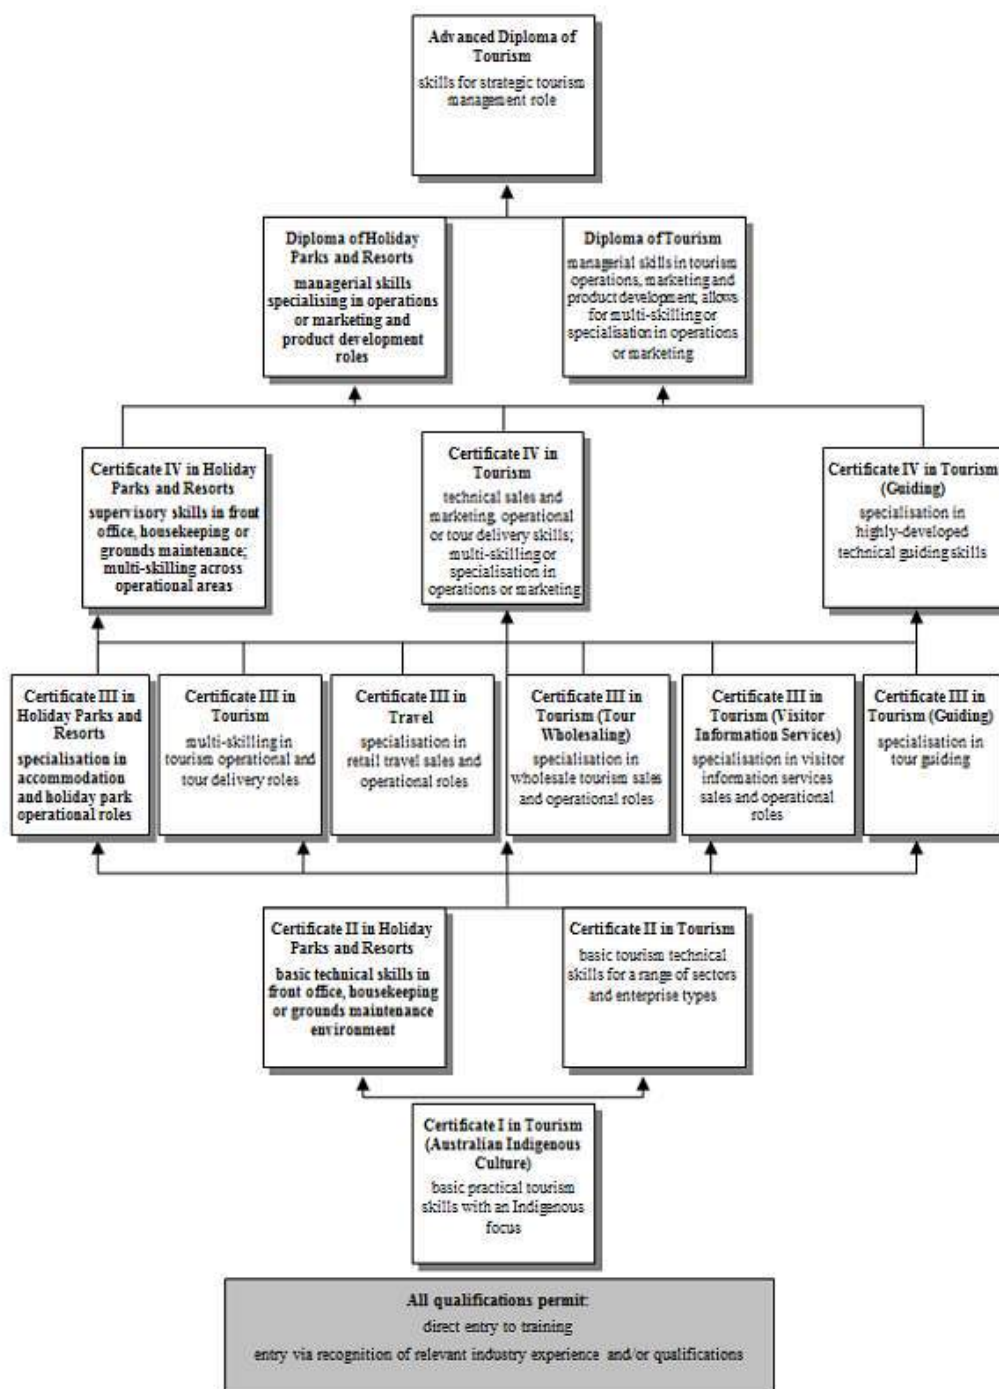 Advanced Diploma of
Tourism
skills for strategic tourism
management role
Diploma of Holiday
Parks and Resorts
managerial skills
specialising in operations
or marketing and
product development
roles
Diploma of Tourism
managerial skills in tourism
operations, marketing and
product development; allows
for multi-skilling or
specialisation in operations
or marketing
Certificate IV in Holiday
Parks and Resorts
supervisory skills in front
office, housekeeping or
grounds maintenance;
multi-skilling across
operational areas
Certificate IV in
Tourism
technical sales and
marketing, operational
or tour delivery skills;
multi-skilling or
specialisation in
operations or marketing
Certificate IV in Tourism
(Guiding)
specialisation in
highly-developed
technical guiding skills
Certificate III in
Holiday Parks and
Resorts
specialisation in
accommodation
and holiday park
operational roles
Certificate III in
Tourism
multi-skilling in
tourism operational and
tour delivery roles
Certificate III in
Travel
specialisation in
retail travel sales and
operational roles
Certificate III in
Tourism (Tour
Wholesaling)
specialisation in
wholesale tourism sales
and operational roles
Certificate III in
Tourism (Visitor
Information Services)
specialisation in visitor
information services
sales and operational
roles
Certificate III in
Tourism (Guiding)
specialisation in
tour guiding
Certificate II in Holiday
Parks and Resorts
basic technical skills in
front office, housekeeping
or grounds maintenance
environment
Certificate II in Tourism
basic tourism technical
skills for a range of sectors
and enterprise types
Certificate I in Tourism
(Australian Indigenous
Culture)
basic practical tourism
skills with an Indigenous
focus
All qualifications permit:
direct entry to training
entry via recognition of relevant industry experience and/or qualifications